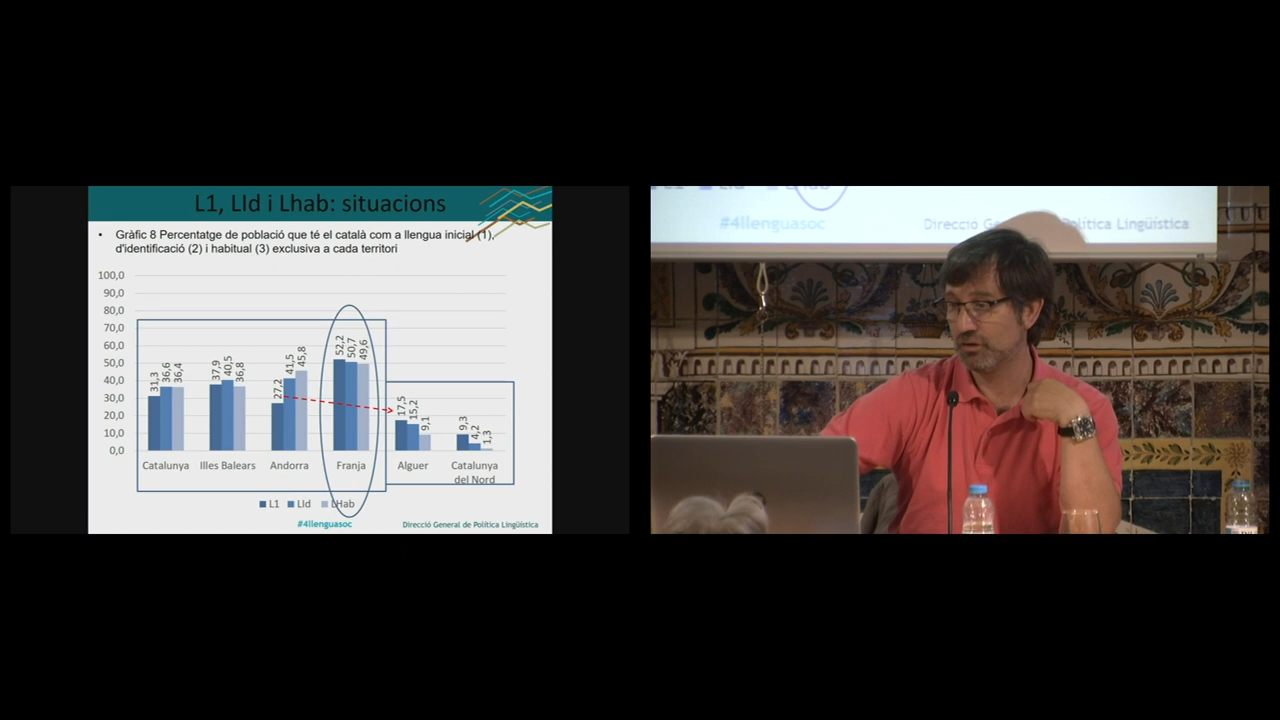 L1, LId i Lhab: situacions
• Gràfic 8 Percentatge de població que té el català com a llengua inicial (1),
d'identificació (2) i habitual (3) exclusiva a cada territori
100,0
90,0
80,0
70,0
60,0
50,0
40,0
30,0
20,0
10,0
0,0
31,3 36,6 36,4
37,9 40,5 36,8
27,2 41,5 45,8
52,2 50,7 49,6
17,5 15,2 9,1
9,3 4,2 1,3
Catalunya Illes Balears Andorra Franja Alguer Catalunya
del Nord
L1 LId LHab
#4llenguasoc Direcció General de Política Lingüística
L1 LId LHab
#4llenguasoc Direcció Política Lingüística